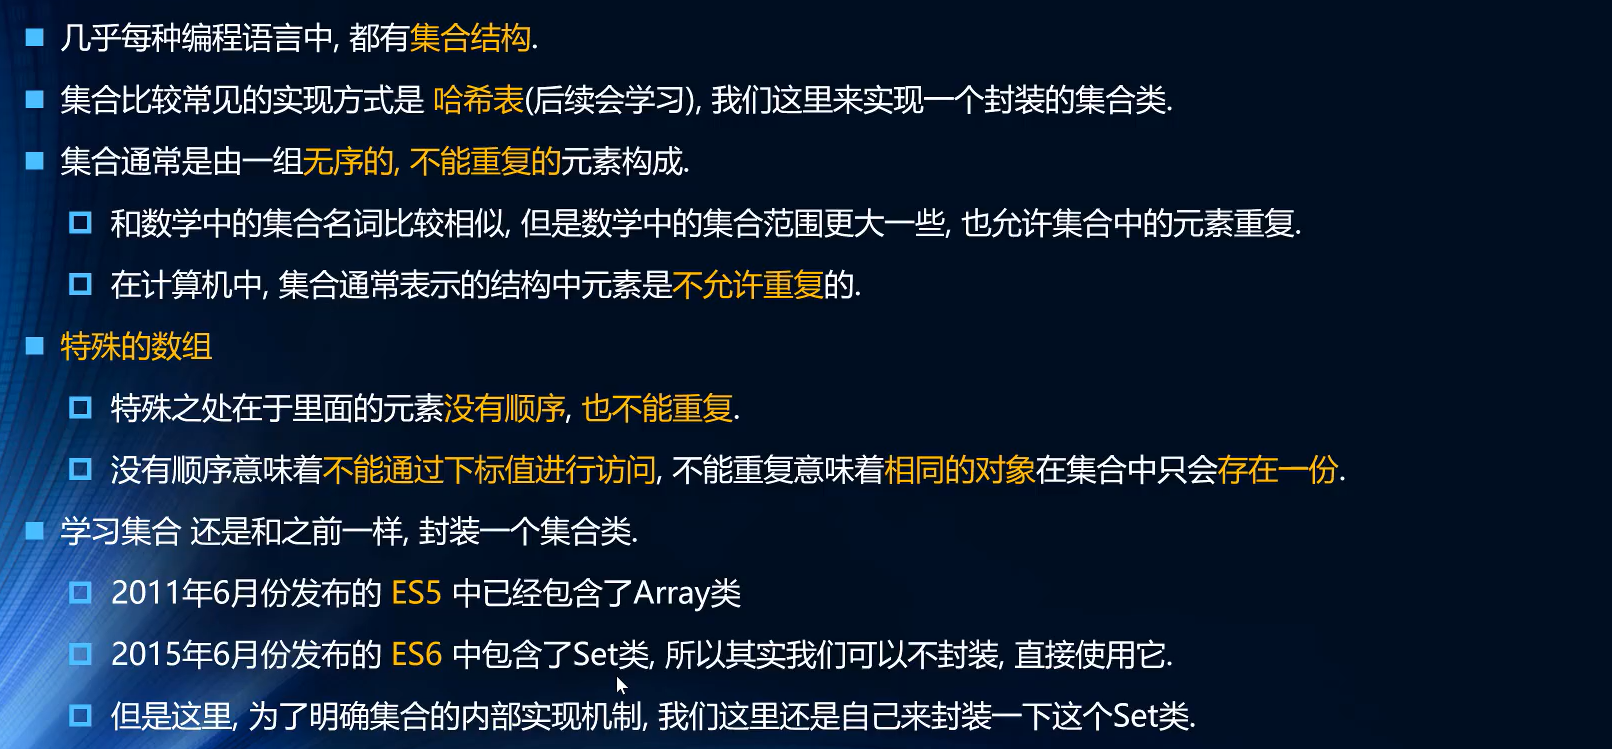 几乎每种编程语言中, 都有集合结构.
集合比较常见的实现方式是 哈希表(后续会学习), 我们这里来实现一个封装的集合类.
集合通常是由一组无序的, 不能重复的元素构成.
和数学中的集合名词比较相似, 但是数学中的集合范围更大一些, 也允许集合中的元素重复.
在计算机中, 集合通常表示的结构中元素是不允许重复的.
特殊的数组
特殊之处在于里面的元素没有顺序, 也不能重复.
没有顺序意味着不能通过下标值进行访问, 不能重复意味着相同的对象在集合中只会存在一份.
学习集合 还是和之前一样, 封装一个集合类.
2011年6月份发布的 ES5 中已经包含了Array类
2015年6月份发布的 ES6 中包含了Set类, 所以其实我们可以不封装, 直接使用它.
但是这里, 为了明确集合的内部实现机制, 我们这里还是自己来封装一下这个Set类.